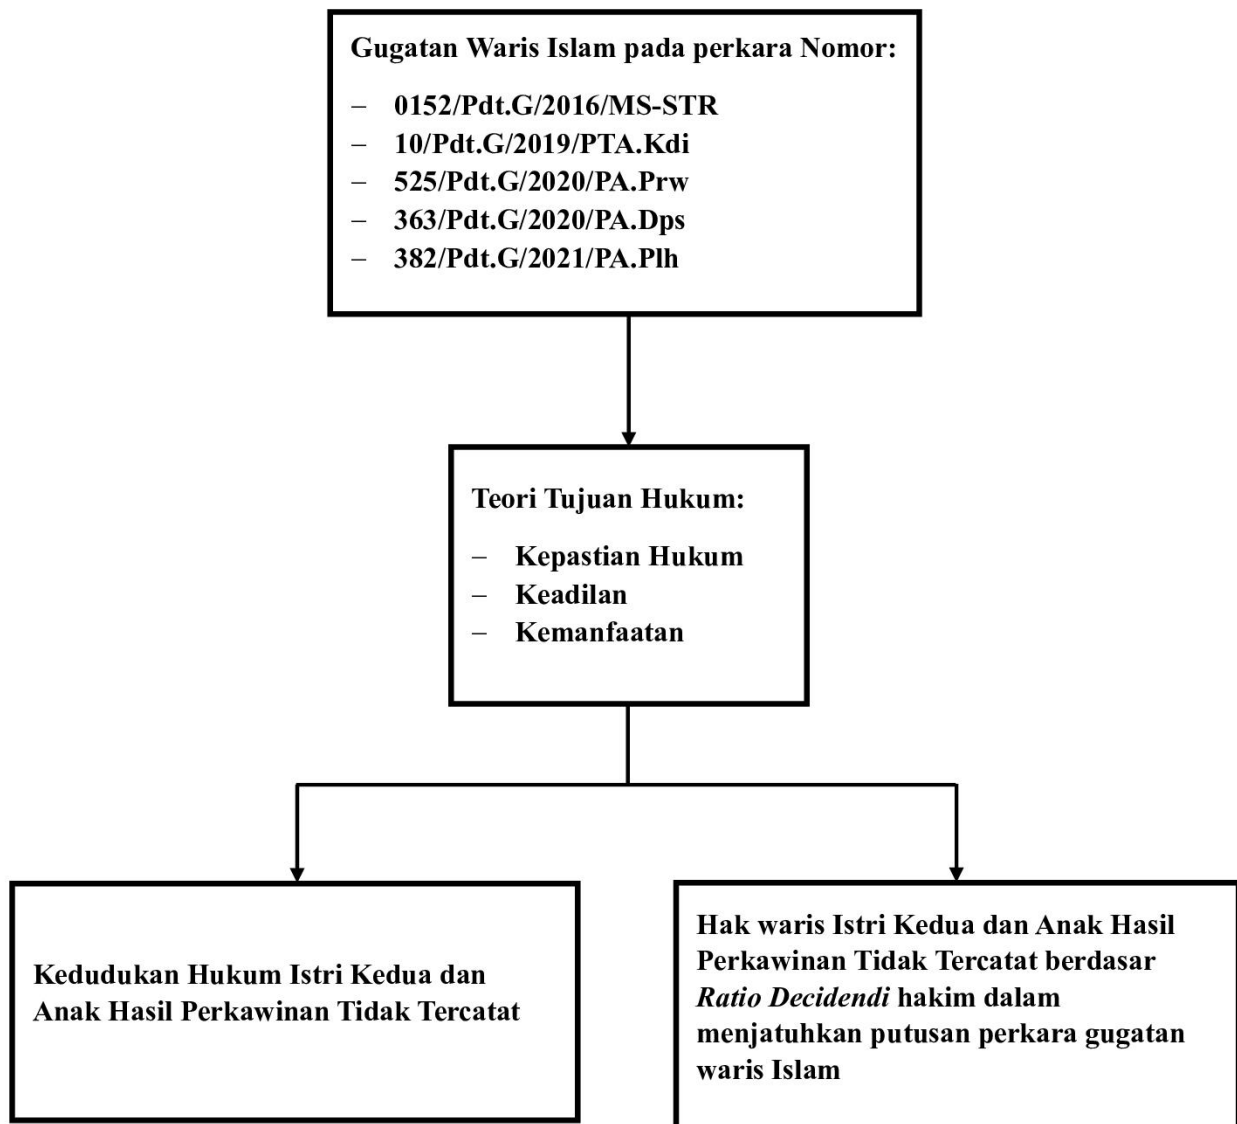 Gugatan Waris Islam pada perkara Nomor:
– 0152/Pdt.G/2016/MS-STR
– 10/Pdt.G/2019/PTA.Kdi
– 525/Pdt.G/2020/PA.Prw
– 363/Pdt.G/2020/PA.Dps
– 382/Pdt.G/2021/PA.Plh
Teori Tujuan Hukum:
– Kepastian Hukum
– Keadilan
– Kemanfaatan
Kedudukan Hukum Istri Kedua dan
Anak Hasil Perkawinan Tidak Tercatat
Hak waris Istri Kedua dan Anak Hasil
Perkawinan Tidak Tercatat berdasar
Ratio Decidendi hakim dalam
menjatuhkan putusan perkara gugatan
waris Islam